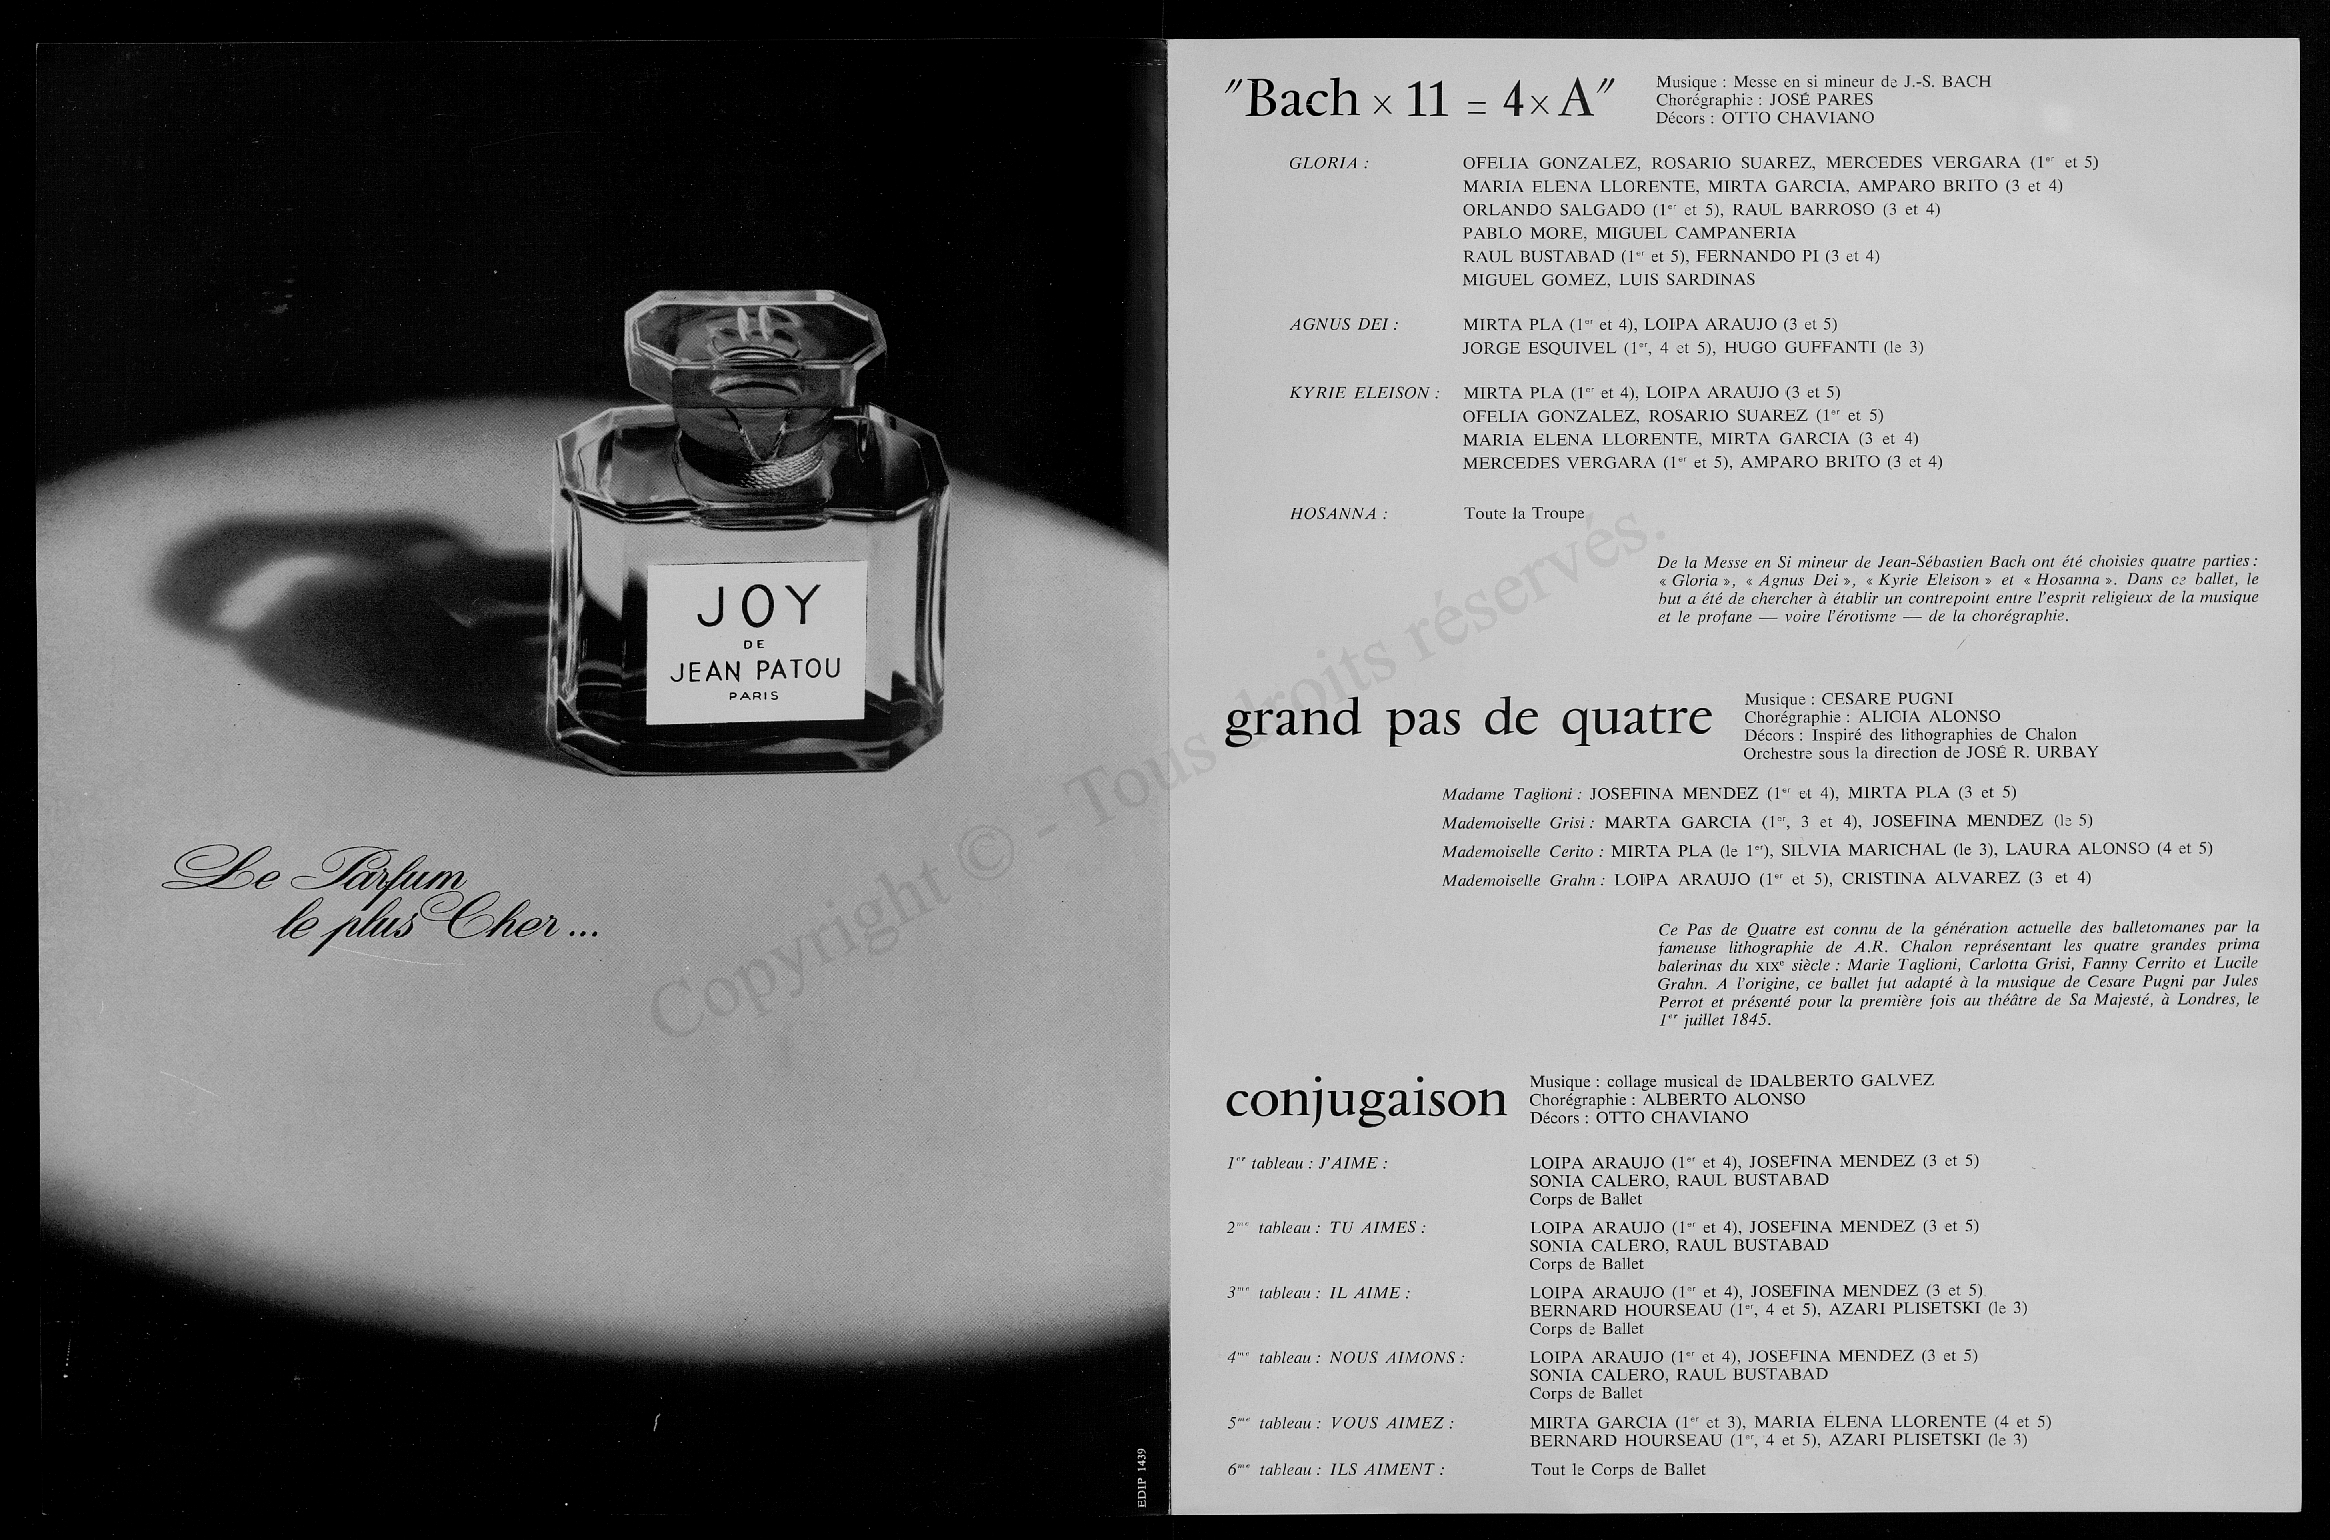 JOY
DE
JEAN PATOU
PARIS
Le Parfum
le plus Cher...
EDIP 1439
"Bach × 11 = 4×A"
Musique : Messe en si mineur de J.-S. BACH
Chorégraphie : JOSÉ PARES
Décors : OTTO CHAVIANO
GLORIA : OFELIA GONZALEZ, ROSARIO SUAREZ, MERCEDES VERGARA (1er et 5)
MARIA ELENA LLORENTE, MIRTA GARCIA, AMPARO BRITO (3 et 4)
ORLANDO SALGADO (1er et 5), RAUL BARROSO (3 et 4)
PABLO MORE, MIGUEL CAMPANERIA
RAUL BUSTABAD (1er et 5), FERNANDO PI (3 et 4)
MIGUEL GOMEZ, LUIS SARDINAS
AGNUS DEI : MIRTA PLA (1er et 4), LOIPA ARAUJO (3 et 5)
JORGE ESQUIVEL (1er, 4 et 5), HUGO GUFFANTI (le 3)
KYRIE ELEISON : MIRTA PLA (1er et 4), LOIPA ARAUJO (3 et 5)
OFELIA GONZALEZ, ROSARIO SUAREZ (1er et 5)
MARIA ELENA LLORENTE, MIRTA GARCIA (3 et 4)
MERCEDES VERGARA (1er et 5), AMPARO BRITO (3 et 4)
HOSANNA : Toute la Troupe
De la Messe en Si mineur de Jean-Sébastien Bach ont été choisies quatre parties :
« Gloria », « Agnus Dei », « Kyrie Eleison » et « Hosanna ». Dans ce ballet, le
but a été de chercher à établir un contrepoint entre l'esprit religieux de la musique
et le profane — voire l'érotisme — de la chorégraphie.
grand pas de quatre
Musique : CESARE PUGNI
Chorégraphie : ALICIA ALONSO
Décors : Inspiré des lithographies de Chalon
Orchestre sous la direction de JOSÉ R. URBAY
Madame Taglioni : JOSEFINA MENDEZ (1er et 4), MIRTA PLA (3 et 5)
Mademoiselle Grisi : MARTA GARCIA (1er, 3 et 4), JOSEFINA MENDEZ (le 5)
Mademoiselle Cerito : MIRTA PLA (le 1er), SILVIA MARICHAL (le 3), LAURA ALONSO (4 et 5)
Mademoiselle Grahn : LOIPA ARAUJO (1er et 5), CRISTINA ALVAREZ (3 et 4)
Ce Pas de Quatre est connu de la génération actuelle des balletomanes par la
fameuse lithographie de A.R. Chalon représentant les quatre grandes prima
balerinas du XIXe siècle : Marie Taglioni, Carlotta Grisi, Fanny Cerrito et Lucile
Grahn. A l'origine, ce ballet fut adapté à la musique de Cesare Pugni par Jules
Perrot et présenté pour la première fois au théâtre de Sa Majesté, à Londres, le
1er juillet 1845.
conjugaison
Musique : collage musical de IDALBERTO GALVEZ
Chorégraphie : ALBERTO ALONSO
Décors : OTTO CHAVIANO
1er tableau : J'AIME : LOIPA ARAUJO (1er et 4), JOSEFINA MENDEZ (3 et 5)
SONIA CALERO, RAUL BUSTABAD
Corps de Ballet
2me tableau : TU AIMES : LOIPA ARAUJO (1er et 4), JOSEFINA MENDEZ (3 et 5)
SONIA CALERO, RAUL BUSTABAD
Corps de Ballet
3me tableau : IL AIME : LOIPA ARAUJO (1er et 4), JOSEFINA MENDEZ (3 et 5)
BERNARD HOURSEAU (1er, 4 et 5), AZARI PLISETSKI (le 3)
Corps de Ballet
4me tableau : NOUS AIMONS : LOIPA ARAUJO (1er et 4), JOSEFINA MENDEZ (3 et 5)
SONIA CALERO, RAUL BUSTABAD
Corps de Ballet
5me tableau : VOUS AIMEZ : MIRTA GARCIA (1er et 3), MARIA ELENA LLORENTE (4 et 5)
BERNARD HOURSEAU (1er, 4 et 5), AZARI PLISETSKI (le 3)
6me tableau : ILS AIMENT : Tout le Corps de Ballet
Copyright © - Tous droits réservés.